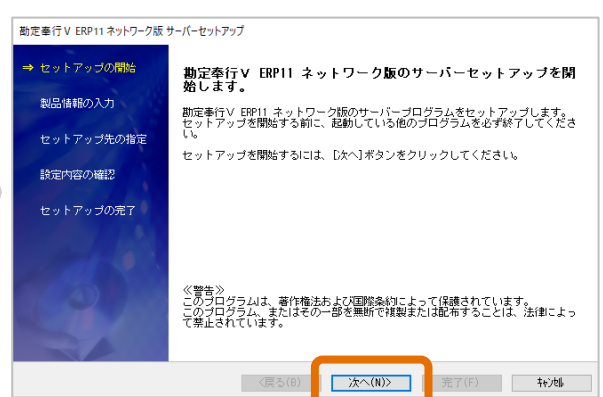 勘定奉行V ERP11 ネットワーク版 サーバーセットアップ
⇒ セットアップの開始
製品情報の入力
セットアップ先の指定
設定内容の確認
セットアップの完了
勘定奉行V ERP11 ネットワーク版のサーバーセットアップを開
始します。
勘定奉行V ERP11 ネットワーク版のサーバープログラムをセットアップします。
セットアップを開始する前に、起動している他のプログラムを必ず終了してくださ
い。
セットアップを開始するには、[次へ]ボタンをクリックしてください。
≪警告≫
このプログラムは、著作権法および国際条約によって保護されています。
このプログラム、またはその一部を無断で複製または配布することは、法律によっ
て禁止されています。
<戻る(B)
次へ(N)>
完了(F)
キャンセル